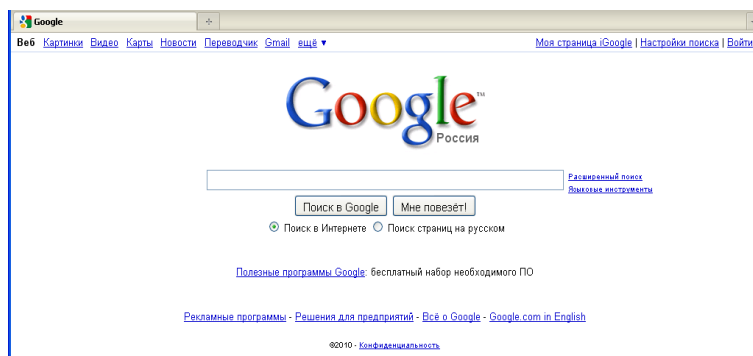 Google
Веб Картинки Видео Карты Новости Переводчик Gmail ещё ▼ Моя страница iGoogle | Настройки поиска | Войти
Google™
Россия
Расширенный поиск
Языковые инструменты
Поиск в Google Мне повезёт!
Поиск в Интернете Поиск страниц на русском
Полезные программы Google: бесплатный набор необходимого ПО
Рекламные программы - Решения для предприятий - Всё о Google - Google.com in English
©2010 - Конфиденциальность